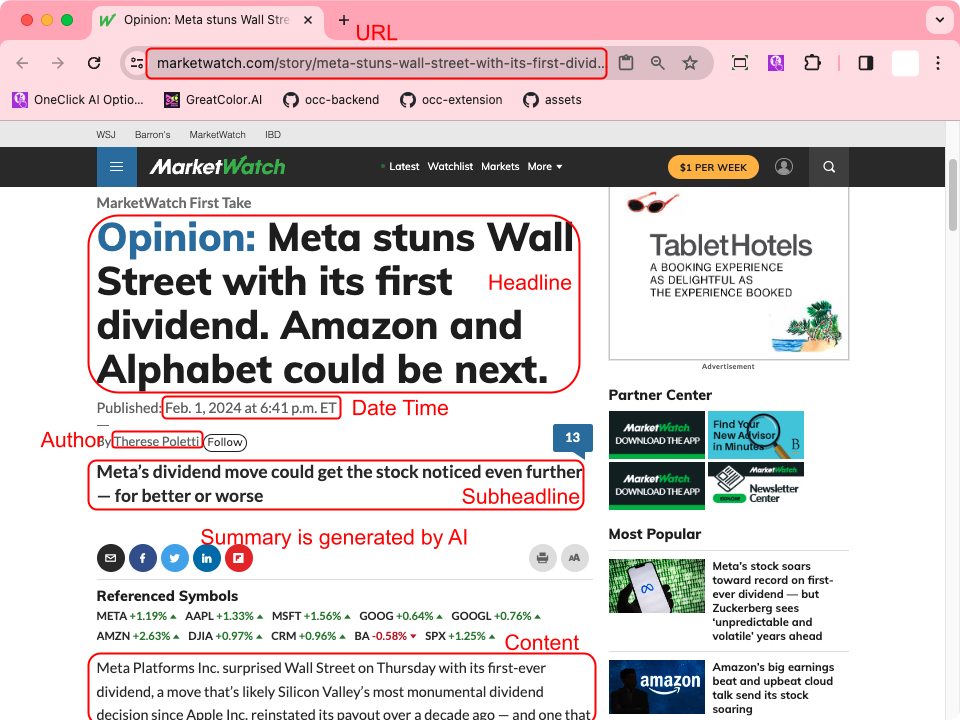 Opinion: Meta stuns Wall Stre
URL
marketwatch.com/story/meta-stuns-wall-street-with-its-first-divid...
OneClick AI Optio...
GreatColor.AI
occ-backend
occ-extension
assets
WSJ Barron's MarketWatch IBD
MarketWatch
Latest Watchlist Markets More
$1 PER WEEK
MarketWatch First Take
Opinion: Meta stuns Wall
Street with its first
Headline
dividend. Amazon and
Alphabet could be next.
Published: Feb. 1, 2024 at 6:41 p.m. ET
Date Time
Author
By Therese Poletti
Follow
13
Meta's dividend move could get the stock noticed even further
— for better or worse
Subheadline
Summary is generated by AI
AA
Referenced Symbols
META +1.19% AAPL +1.33% MSFT +1.56% GOOG +0.64% GOOGL +0.76%
AMZN +2.63% DJIA +0.97% CRM +0.96% BA -0.58% SPX +1.25%
Content
Meta Platforms Inc. surprised Wall Street on Thursday with its first-ever
dividend, a move that's likely Silicon Valley's most monumental dividend
decision since Apple Inc. reinstated its payout over a decade ago — and one that
TabletHotels
A BOOKING EXPERIENCE
AS DELIGHTFUL AS
THE EXPERIENCE BOOKED
Advertisement
Partner Center
MarketWatch
DOWNLOAD THE APP
Find Your
New Advisor
in Minutes
B
MarketWatch
DOWNLOAD THE APP
MarketWatch
Newsletter
Center
EXPLORE
Most Popular
Meta's stock soars
toward record on first-
ever dividend — but
Zuckerberg sees
'unpredictable and
volatile' years ahead
amazon
Amazon's big earnings
beat and upbeat cloud
talk send its stock
soaring